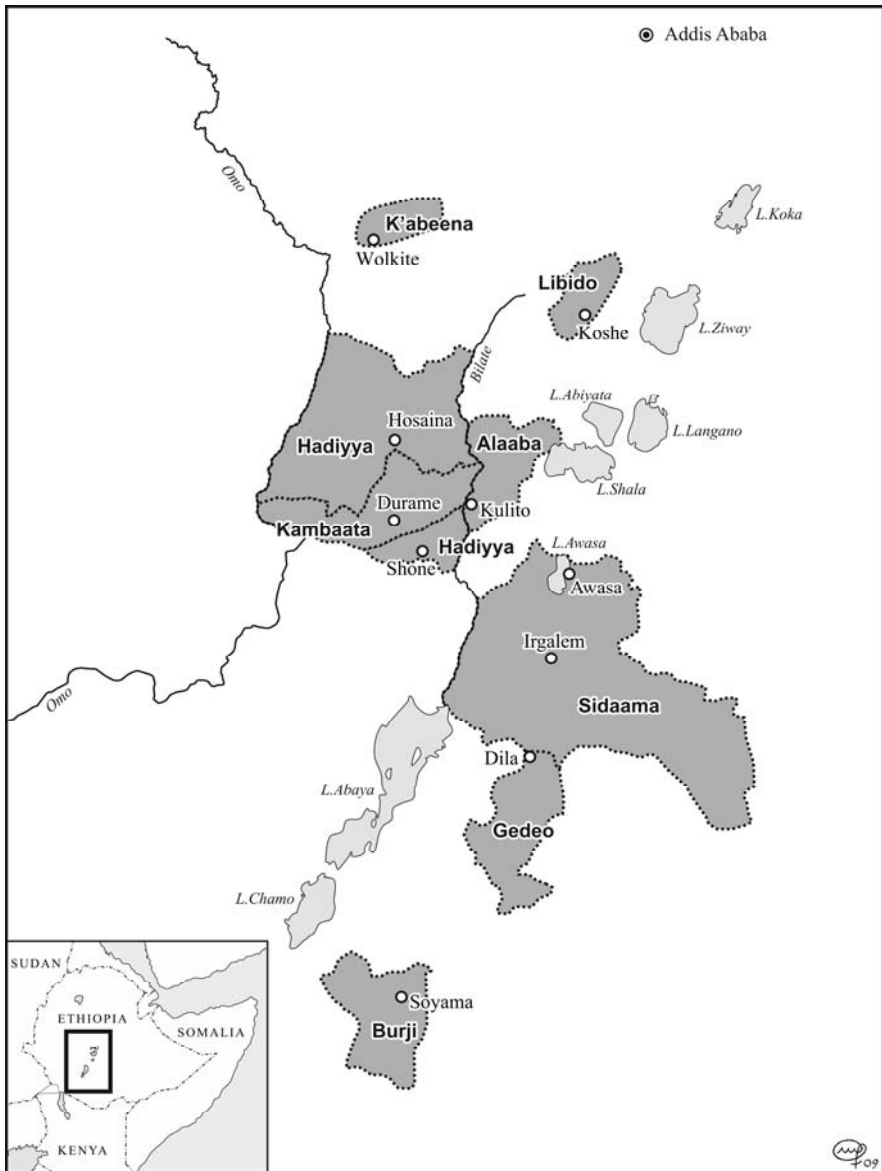 Addis Ababa
Omo
K'abeena
Wolkite
L.Koka
Libido
Koshe
L.Ziway
Bilate
L.Abiyata
L.Langano
Hosaina
Hadiyya
Alaaba
L.Shala
Durame
Kulito
Kambaata
Hadiyya
Shone
L.Awasa
Awasa
Irgalem
Omo
Sidaama
Dila
L.Abaya
Gedeo
L.Chamo
SUDAN
ETHIOPIA
SOMALIA
KENYA
Soyama
Burji
09